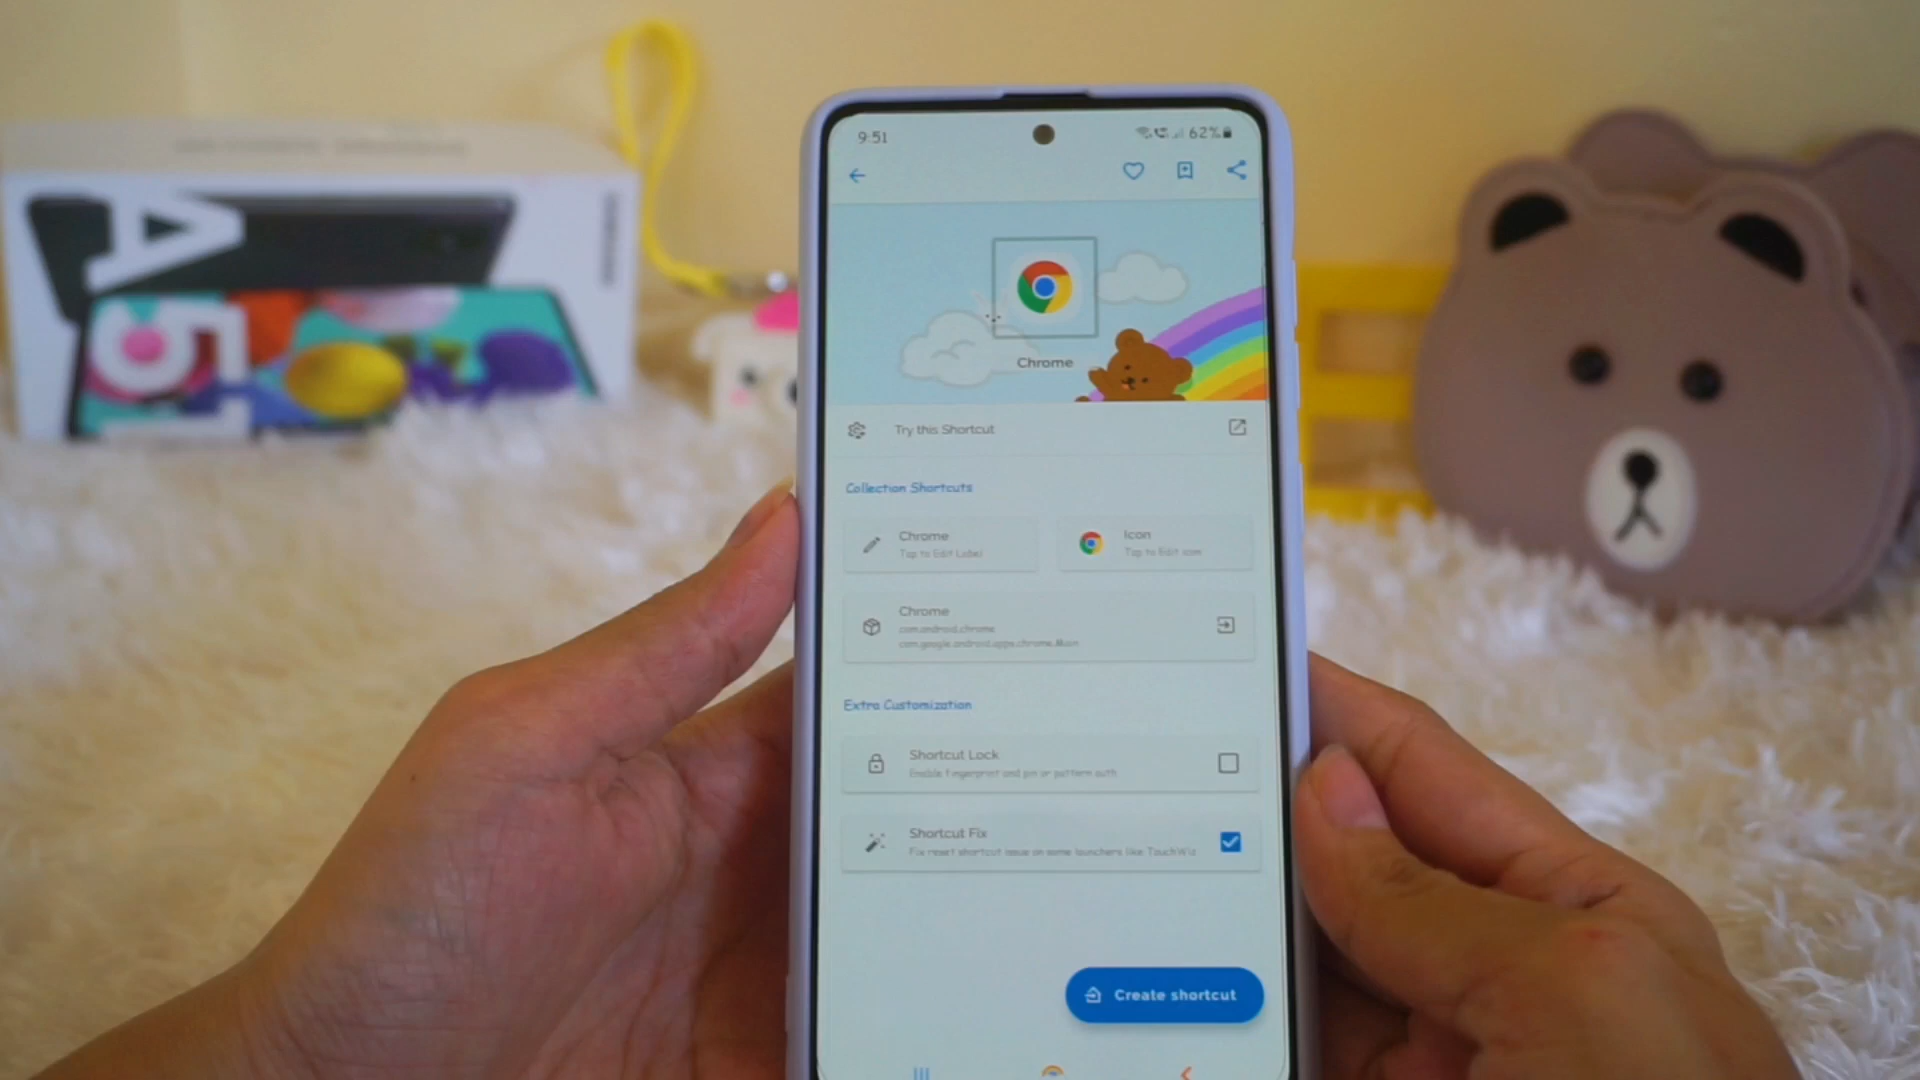 9:51
62%
Chrome
Try this Shortcut
Collection Shortcuts
Chrome
Tap to Edit Label
Icon
Tap to Edit icon
Chrome
com.android.chrome
com.google.android.apps.chrome.Main
Extra Customization
Shortcut Lock
Enable fingerprint and pin or pattern auth
Shortcut Fix
Fix reset shortcut issue on some launchers like TouchWiz
Create shortcut
A51